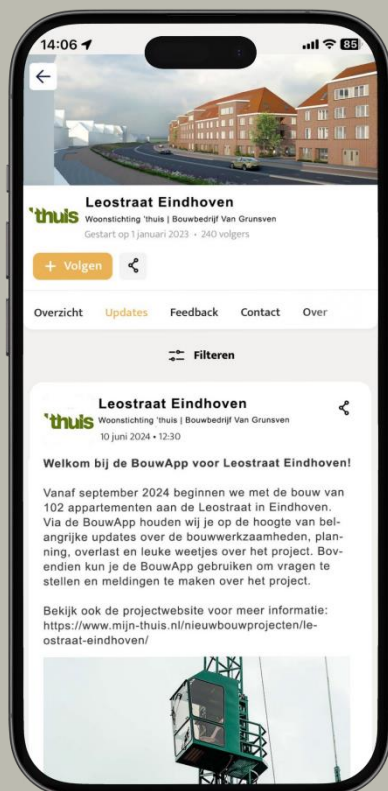 14:06
85
'thuis
Leostraat Eindhoven
Woonstichting 'thuis | Bouwbedrijf Van Grunsven
Gestart op 1 januari 2023 • 240 volgers
+ Volgen
Overzicht Updates Feedback Contact Over
Filteren
'thuis
Leostraat Eindhoven
Woonstichting 'thuis | Bouwbedrijf Van Grunsven
10 juni 2024 • 12:30
Welkom bij de BouwApp voor Leostraat Eindhoven!
Vanaf september 2024 beginnen we met de bouw van
102 appartementen aan de Leostraat in Eindhoven.
Via de BouwApp houden wij je op de hoogte van bel-
angrijke updates over de bouwwerkzaamheden, plan-
ning, overlast en leuke weetjes over het project. Bov-
endien kun je de BouwApp gebruiken om vragen te
stellen en meldingen te maken over het project.
Bekijk ook de projectwebsite voor meer informatie:
https://www.mijn-thuis.nl/nieuwbouwprojecten/le-
ostraat-eindhoven/